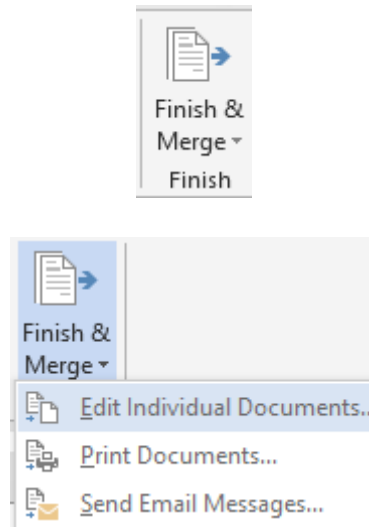 Finish &
Merge
Finish
Finish &
Merge
Edit Individual Documents..
Print Documents...
Send Email Messages...